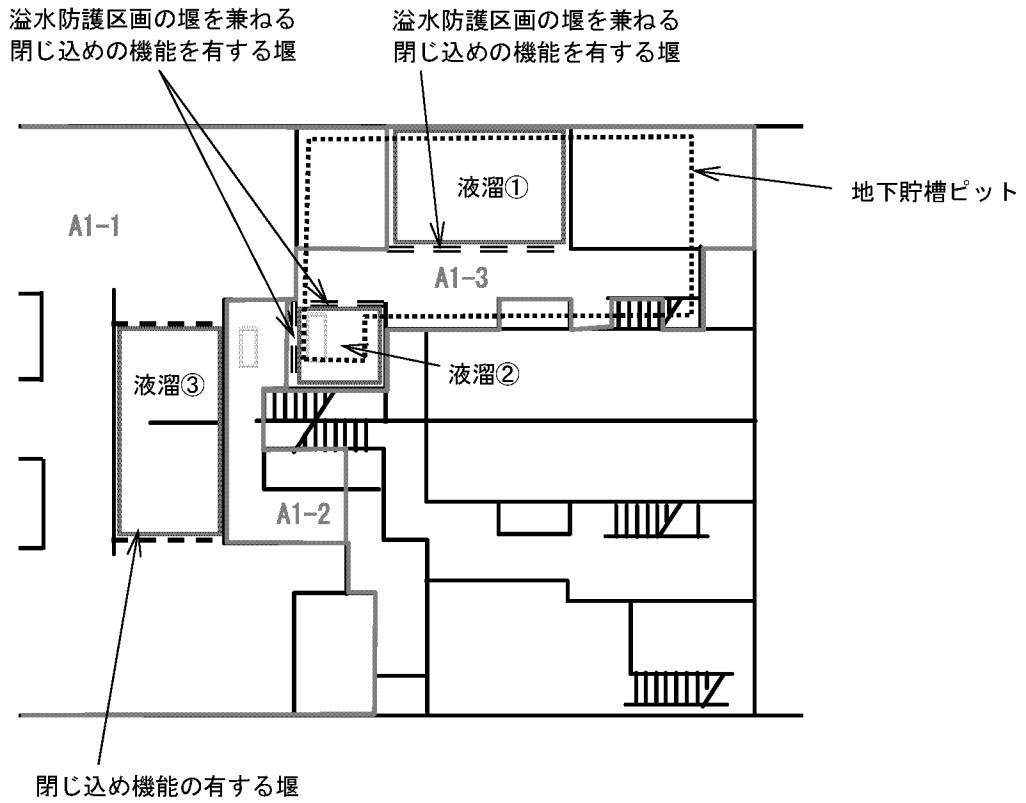 溢水防護区画の堰を兼ねる
閉じ込めの機能を有する堰
溢水防護区画の堰を兼ねる
閉じ込めの機能を有する堰
液溜①
地下貯槽ピット
A1-1
A1-3
液溜②
液溜③
A1-2
閉じ込め機能の有する堰